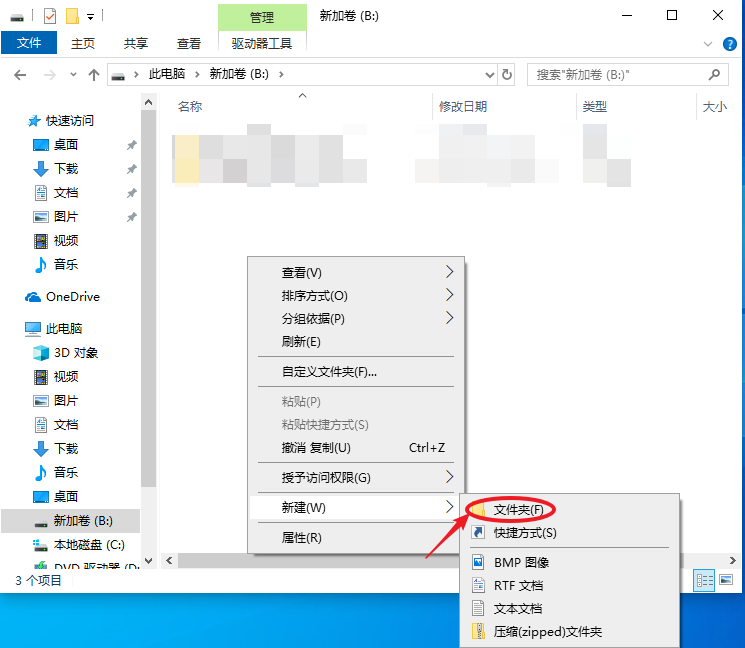 管理
新加卷 (B:)
文件
主页
共享
查看
驱动器工具
此电脑
新加卷 (B:)
搜索"新加卷 (B:)"
名称
修改日期
类型
大小
快速访问
桌面
下载
文档
图片
视频
音乐
OneDrive
此电脑
3D 对象
视频
图片
文档
下载
音乐
桌面
新加卷 (B:)
本地磁盘 (C:)
3 个项目
查看(V)
排序方式(O)
分组依据(P)
刷新(E)
自定义文件夹(F)...
粘贴(P)
粘贴快捷方式(S)
撤消 复制(U) Ctrl+Z
授予访问权限(G)
新建(W)
属性(R)
文件夹(F)
快捷方式(S)
BMP 图像
RTF 文档
文本文档
压缩(zipped)文件夹